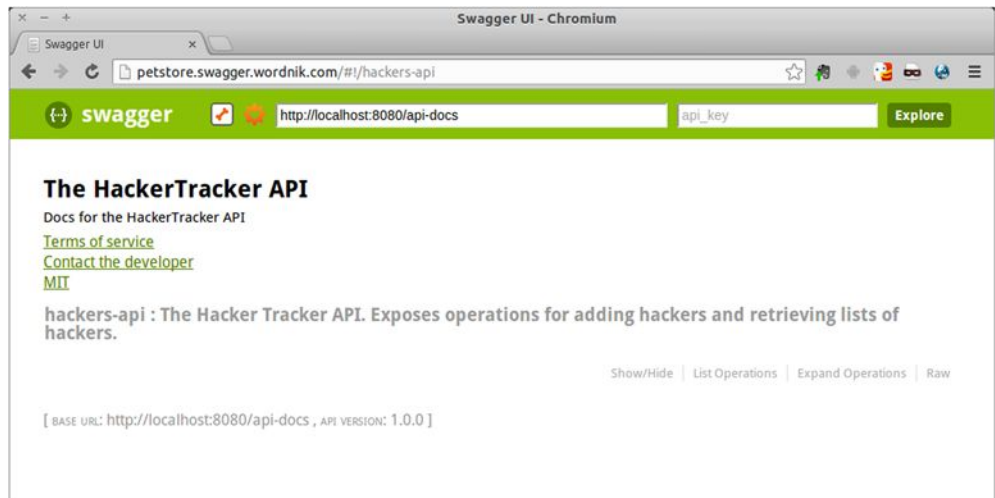 Swagger UI - Chromium
Swagger UI
petstore.swagger.wordnik.com/#!/hackers-api
swagger
http://localhost:8080/api-docs
api_key
Explore
The HackerTracker API
Docs for the HackerTracker API
Terms of service
Contact the developer
MIT
hackers-api : The Hacker Tracker API. Exposes operations for adding hackers and retrieving lists of
hackers.
Show/Hide
List Operations
Expand Operations
Raw
[ BASE URL: http://localhost:8080/api-docs , API VERSION: 1.0.0 ]